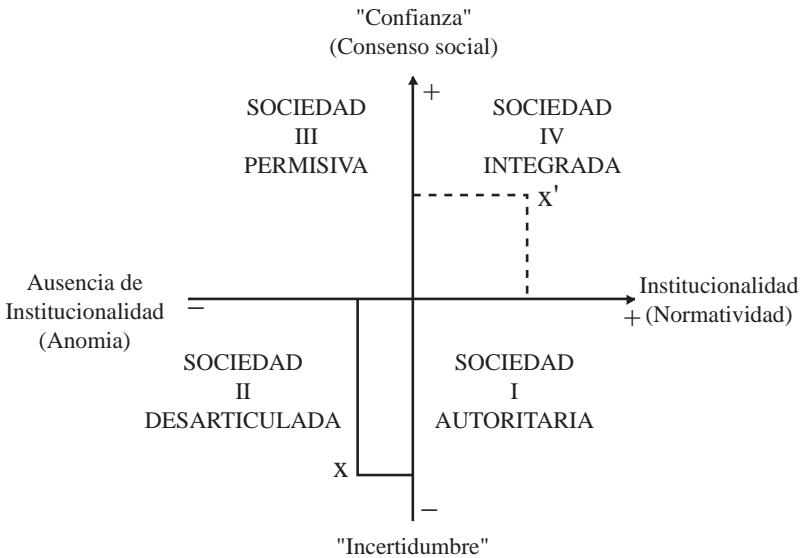 "Confianza"
(Consenso social)
+
SOCIEDAD
III
PERMISIVA
SOCIEDAD
IV
INTEGRADA
x'
Ausencia de
Institucionalidad
(Anomia)
−
Institucionalidad
+ (Normatividad)
SOCIEDAD
II
DESARTICULADA
SOCIEDAD
I
AUTORITARIA
x
−
"Incertidumbre"